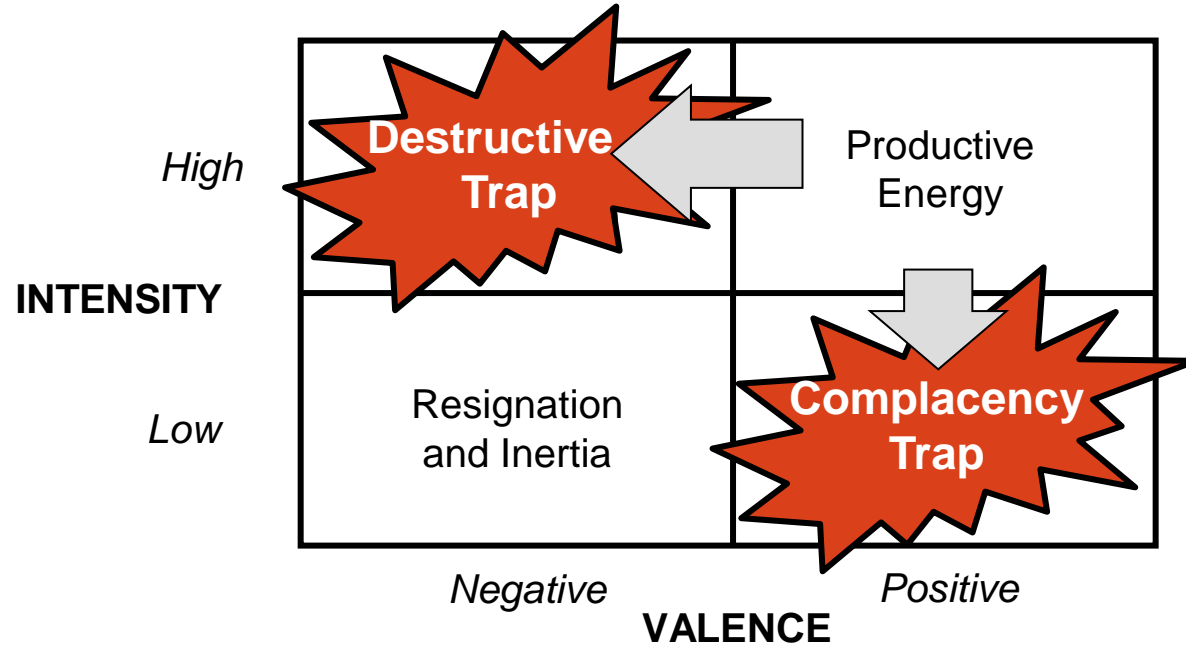 Destructive
Trap
Productive
Energy
High
INTENSITY
Resignation
and Inertia
Complacency
Trap
Low
Negative
Positive
VALENCE